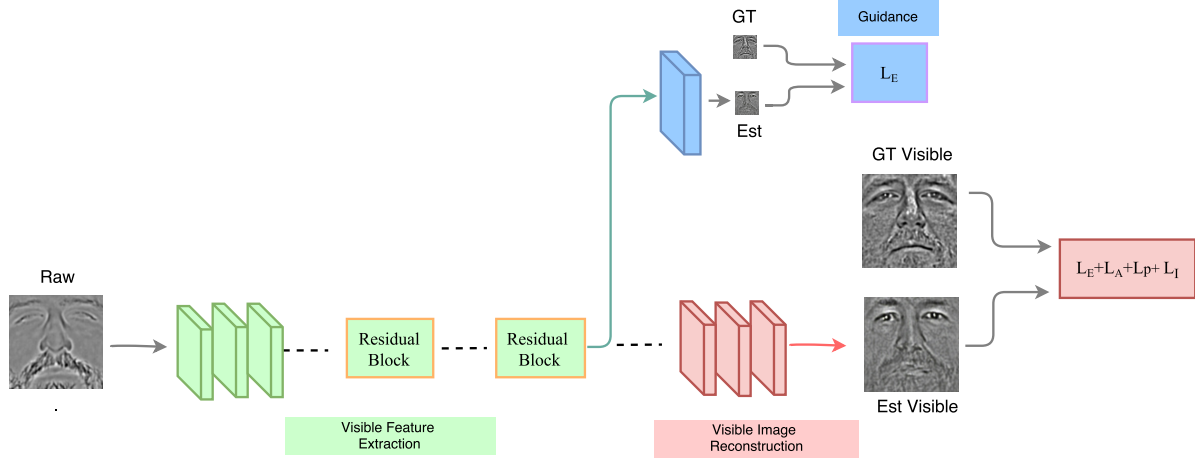 GT
Guidance
L_E
Est
GT Visible
Raw
L_E+L_A+Lp+ L_I
Residual
Block
Residual
Block
Est Visible
.
Visible Feature
Extraction
Visible Image
Reconstruction